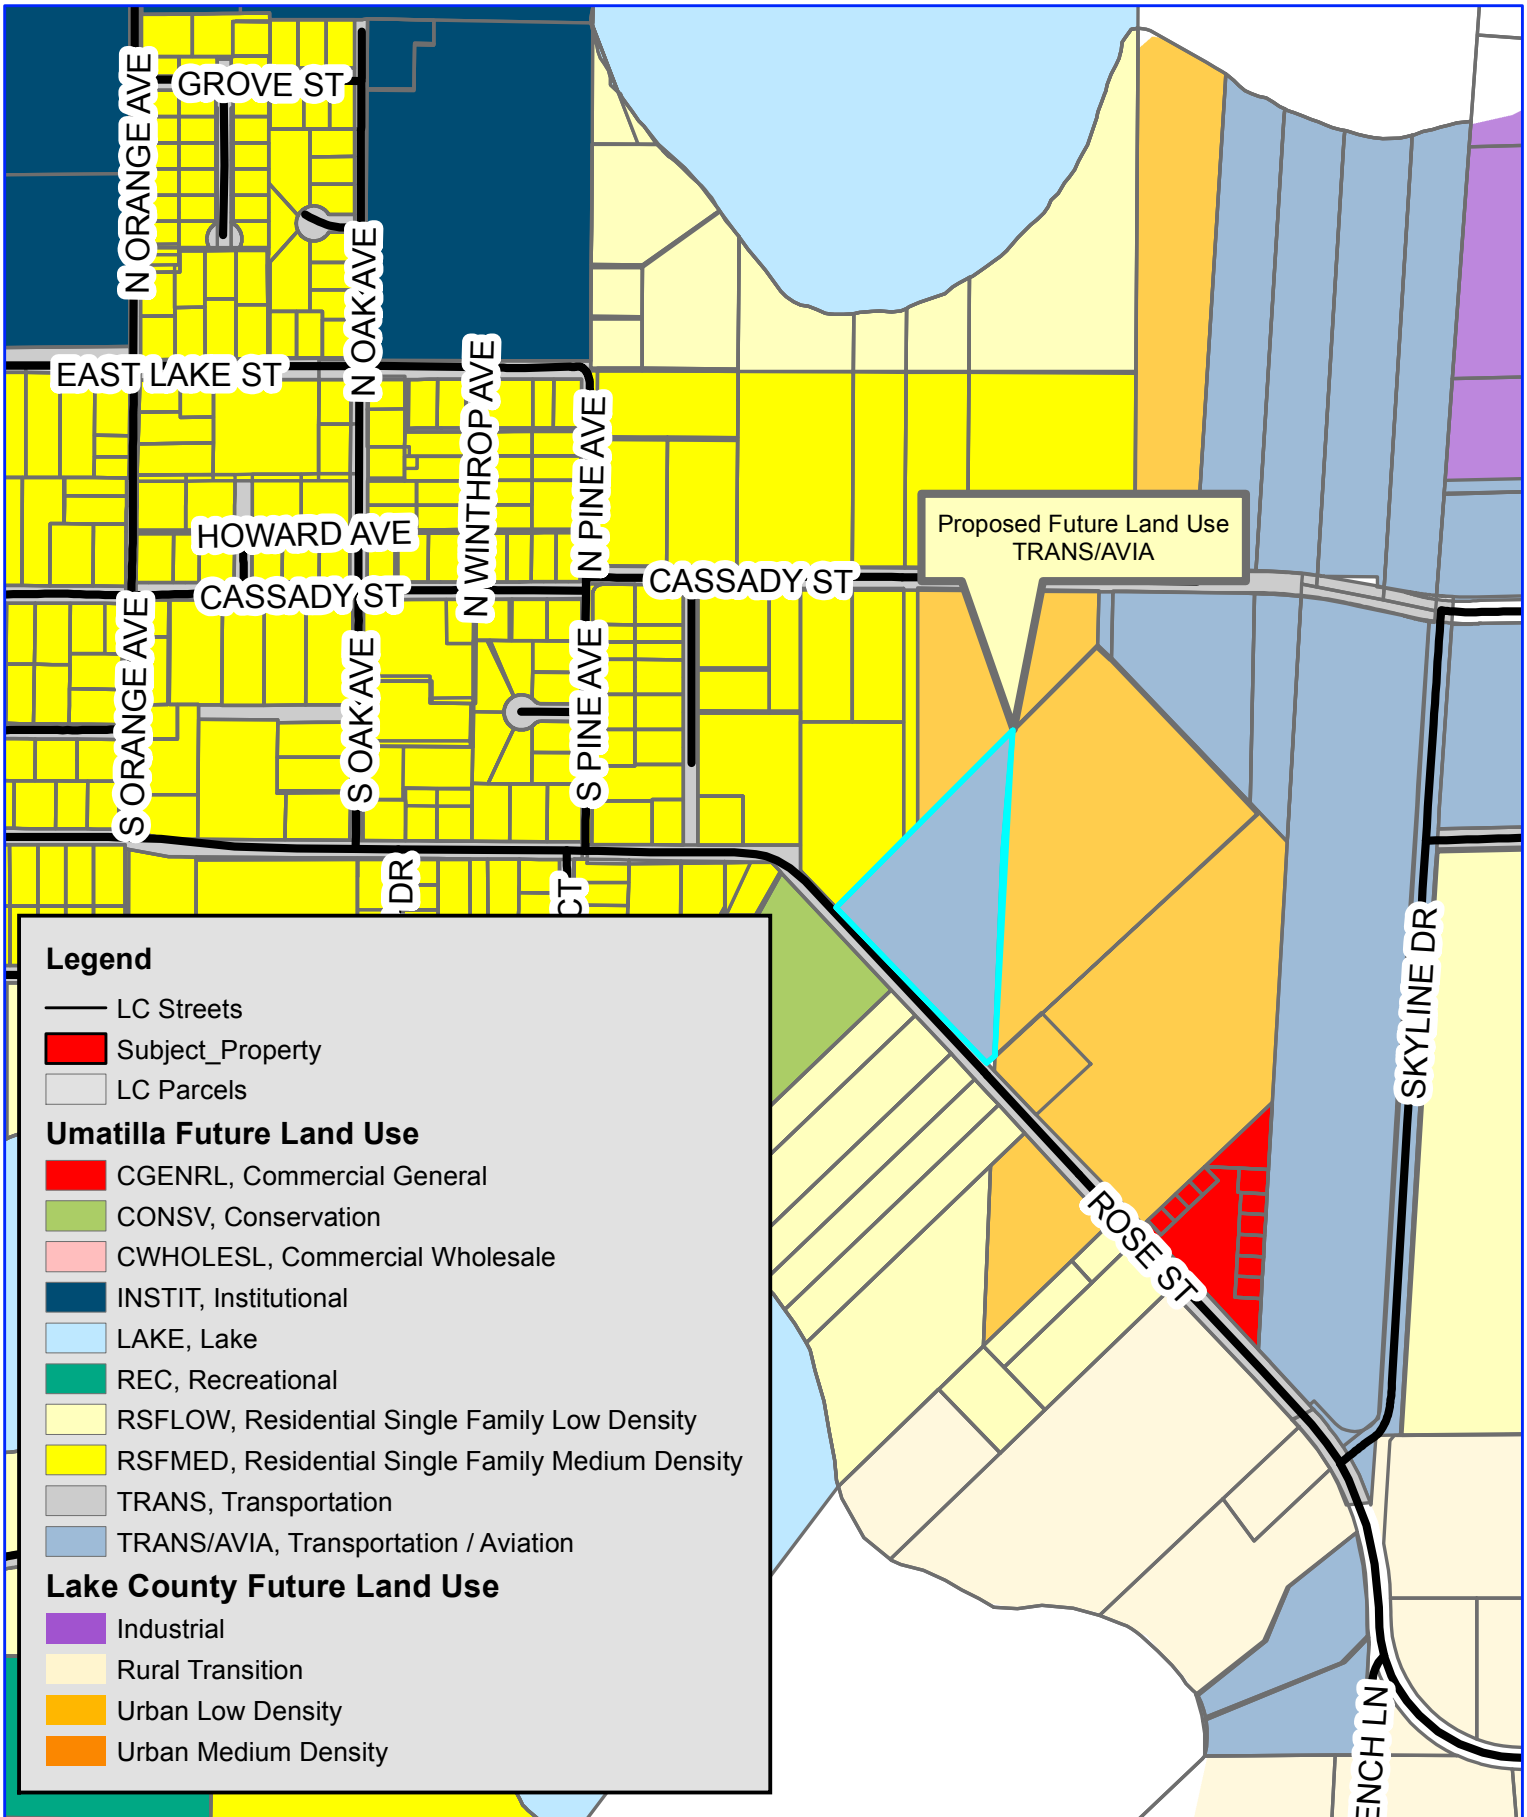 GROVE ST
N ORANGE AVE
N OAK AVE
EAST LAKE ST
N WINTHROP AVE
N PINE AVE
HOWARD AVE
CASSADY ST
CASSADY ST
Proposed Future Land Use
TRANS/AVIA
S ORANGE AVE
S OAK AVE
S PINE AVE
DR
CT
SKYLINE DR
ROSE ST
ENCH LN
Legend
LC Streets
Subject_Property
LC Parcels
Umatilla Future Land Use
CGENRL, Commercial General
CONSV, Conservation
CWHOLESL, Commercial Wholesale
INSTIT, Institutional
LAKE, Lake
REC, Recreational
RSFLOW, Residential Single Family Low Density
RSFMED, Residential Single Family Medium Density
TRANS, Transportation
TRANS/AVIA, Transportation / Aviation
Lake County Future Land Use
Industrial
Rural Transition
Urban Low Density
Urban Medium Density